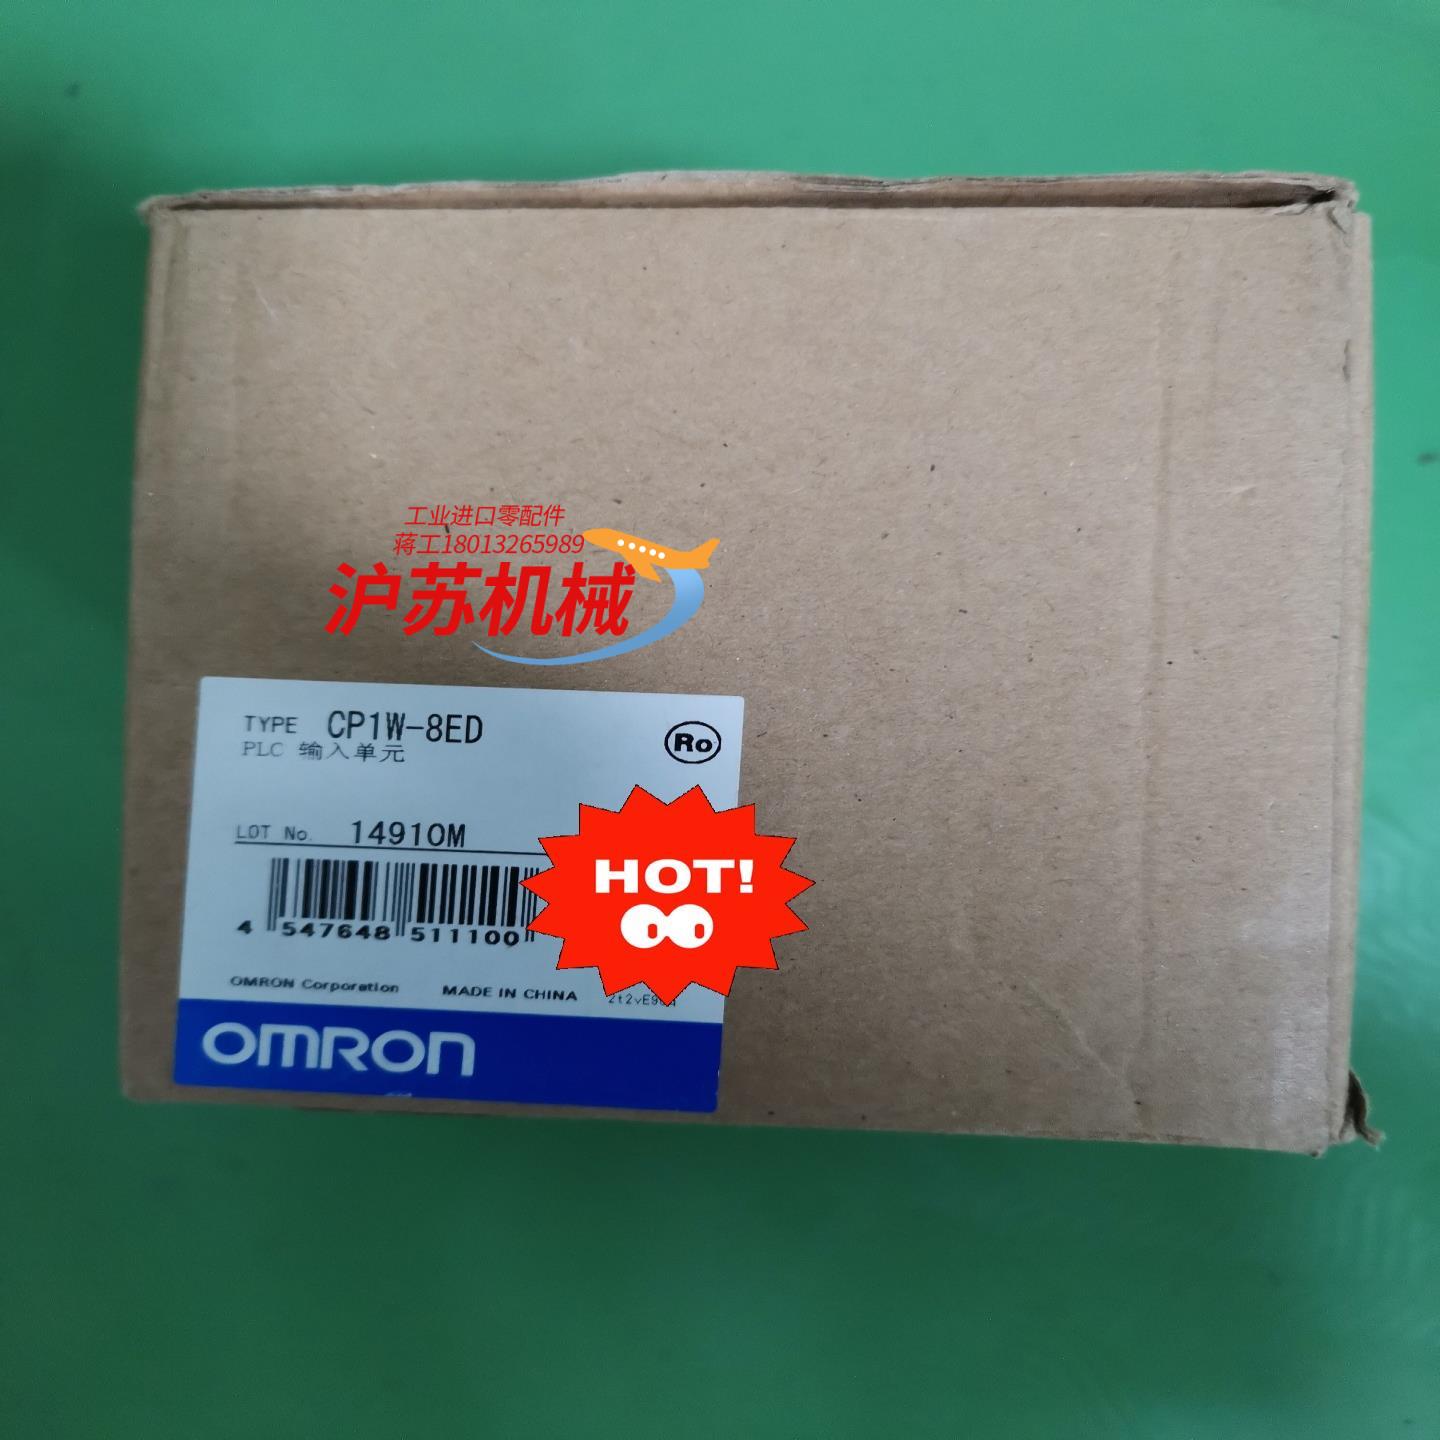 工业进口零配件
蒋工18013265989
沪苏机械
TYPE CP1W-8ED
PLC 输入单元
Ro
LOT No. 14910M
HOT!
4 547648 511100
OMRON Corporation MADE IN CHINA
OMRON